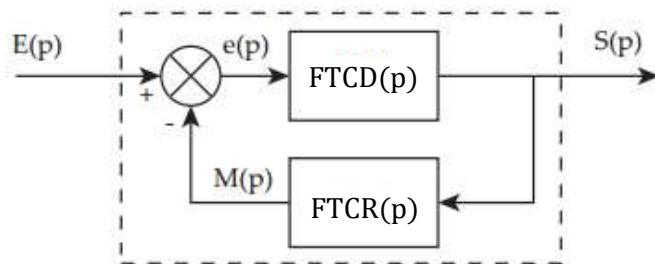 E(p)
e(p)
S(p)
FTCD(p)
+
-
M(p)
FTCR(p)